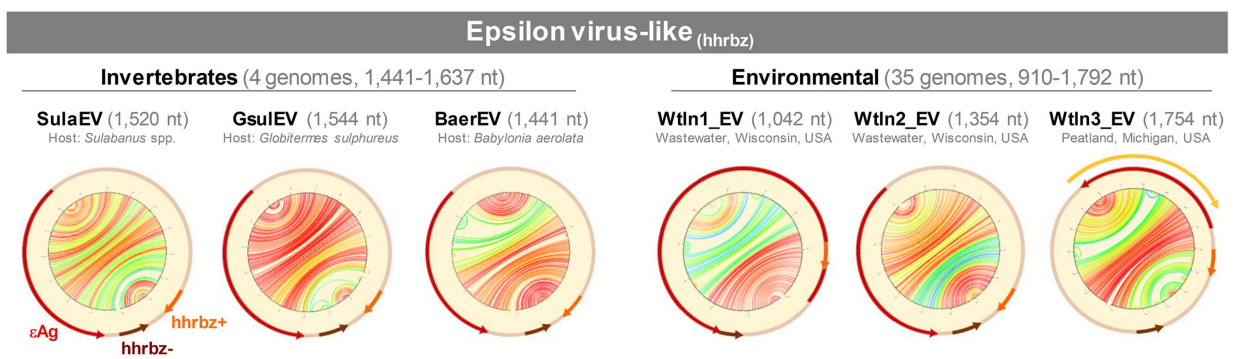 Epsilon virus-like (hhrbz)
Invertebrates (4 genomes, 1,441-1,637 nt)
Environmental (35 genomes, 910-1,792 nt)
SulaEV (1,520 nt)
Host: Sulabanus spp.
GsulEV (1,544 nt)
Host: Globitermes sulphureus
BaerEV (1,441 nt)
Host: Babylonia aerolata
WtIn1_EV (1,042 nt)
Wastewater, Wisconsin, USA
WtIn2_EV (1,354 nt)
Wastewater, Wisconsin, USA
WtIn3_EV (1,754 nt)
Peatland, Michigan, USA
εAg
hhrbz+
hhrbz-